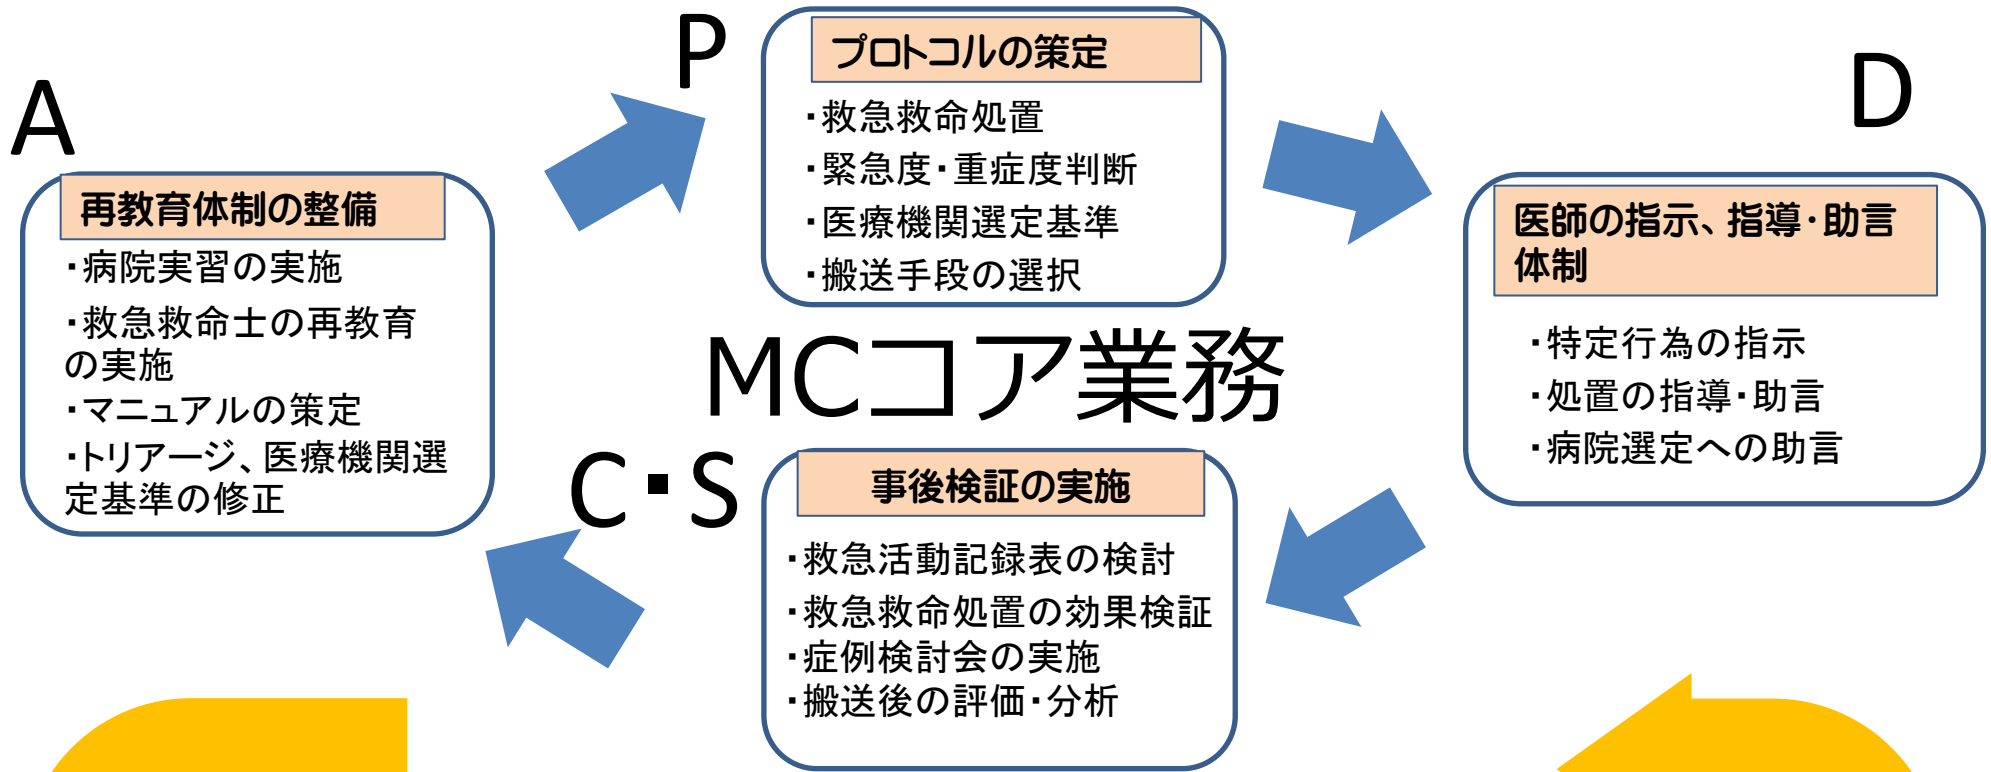 P
プロトコルの策定
・救急救命処置
・緊急度・重症度判断
・医療機関選定基準
・搬送手段の選択
D
医師の指示、指導・助言
体制
・特定行為の指示
・処置の指導・助言
・病院選定への助言
A
再教育体制の整備
・病院実習の実施
・救急救命士の再教育
の実施
・マニュアルの策定
・トリアージ、医療機関選
定基準の修正
MCコア業務
C・S
事後検証の実施
・救急活動記録表の検討
・救急救命処置の効果検証
・症例検討会の実施
・搬送後の評価・分析